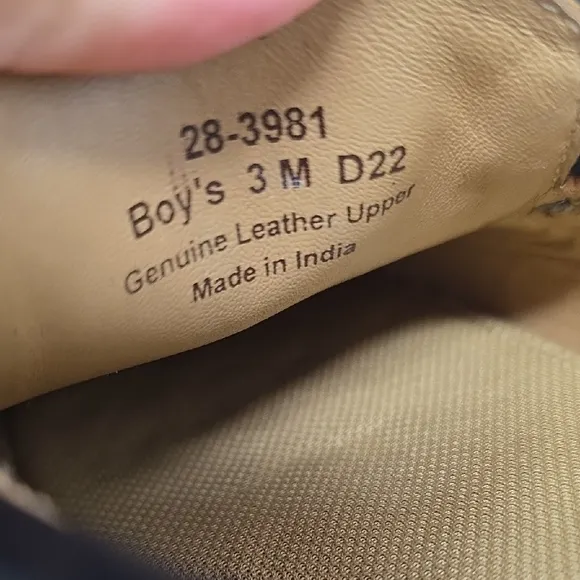 28-3981
Boy's 3 M D22
Genuine Leather Upper
Made in India